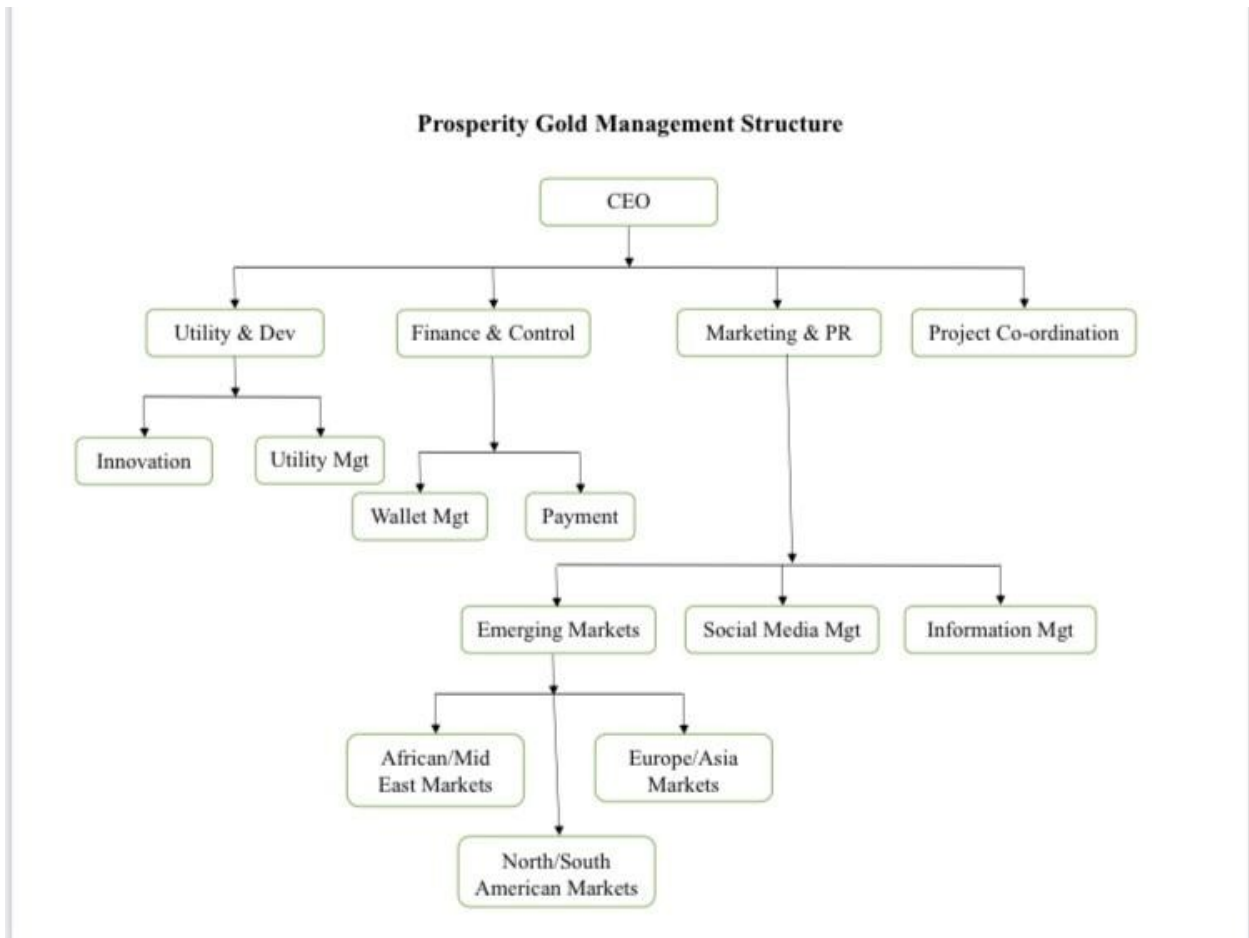 Prosperity Gold Management Structure
CEO
Utility & Dev
Finance & Control
Marketing & PR
Project Co-ordination
Innovation
Utility Mgt
Wallet Mgt
Payment
Emerging Markets
Social Media Mgt
Information Mgt
African/Mid
East Markets
Europe/Asia
Markets
North/South
American Markets